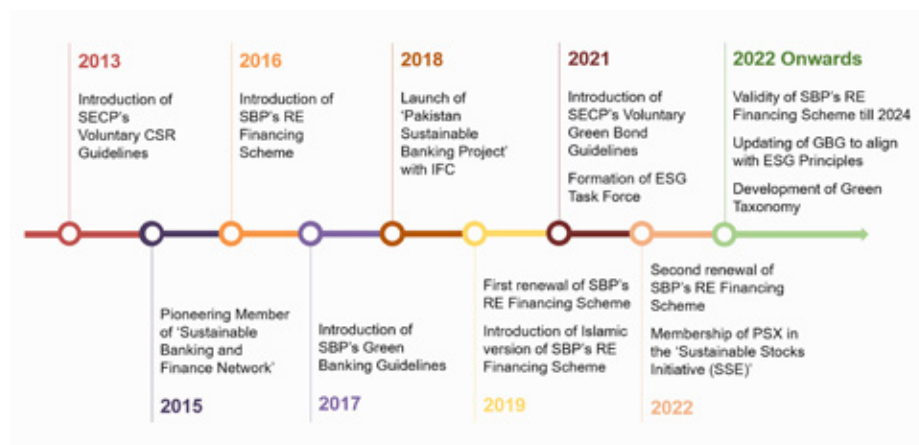 2013
Introduction of
SECP's
Voluntary CSR
Guidelines
2016
Introduction of
SBP's RE
Financing
Scheme
2018
Launch of
'Pakistan
Sustainable
Banking Project'
with IFC
2021
Introduction of
SECP's Voluntary
Green Bond
Guidelines
Formation of ESG
Task Force
2022 Onwards
Validity of SBP's RE
Financing Scheme till 2024
Updating of GBG to align
with ESG Principles
Development of Green
Taxonomy
Pioneering Member
of 'Sustainable
Banking and
Finance Network'
2015
Introduction of
SBP's Green
Banking Guidelines
2017
First renewal of SBP's
RE Financing Scheme
Introduction of Islamic
version of SBP's RE
Financing Scheme
2019
Second renewal of
SBP's RE Financing
Scheme
Membership of PSX in
the 'Sustainable Stocks
Initiative (SSE)'
2022